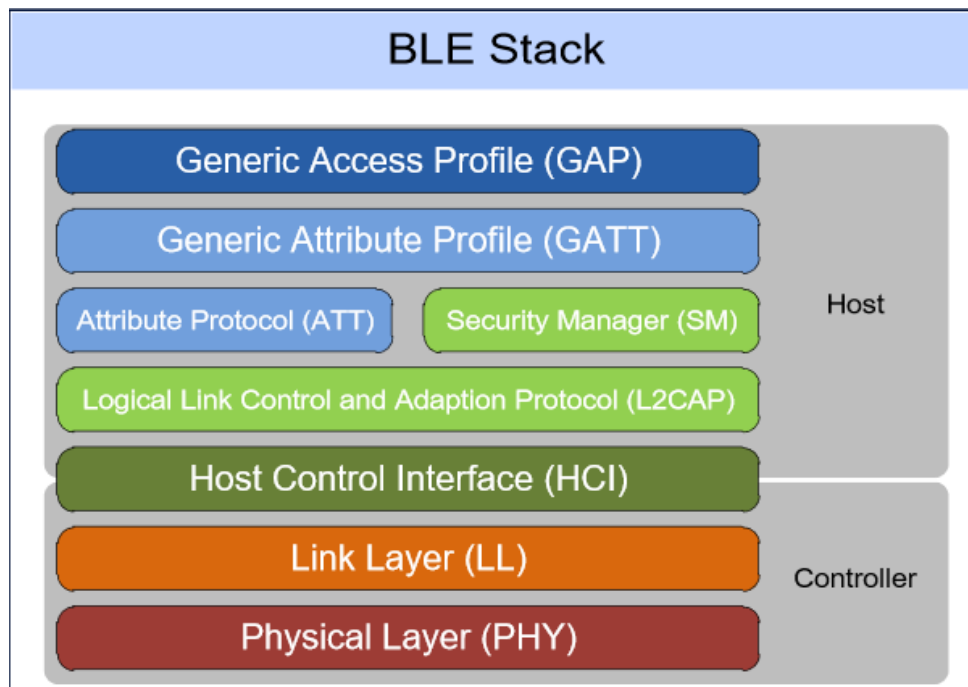 BLE Stack
Generic Access Profile (GAP)
Generic Attribute Profile (GATT)
Attribute Protocol (ATT)
Security Manager (SM)
Host
Logical Link Control and Adaption Protocol (L2CAP)
Host Control Interface (HCI)
Link Layer (LL)
Controller
Physical Layer (PHY)